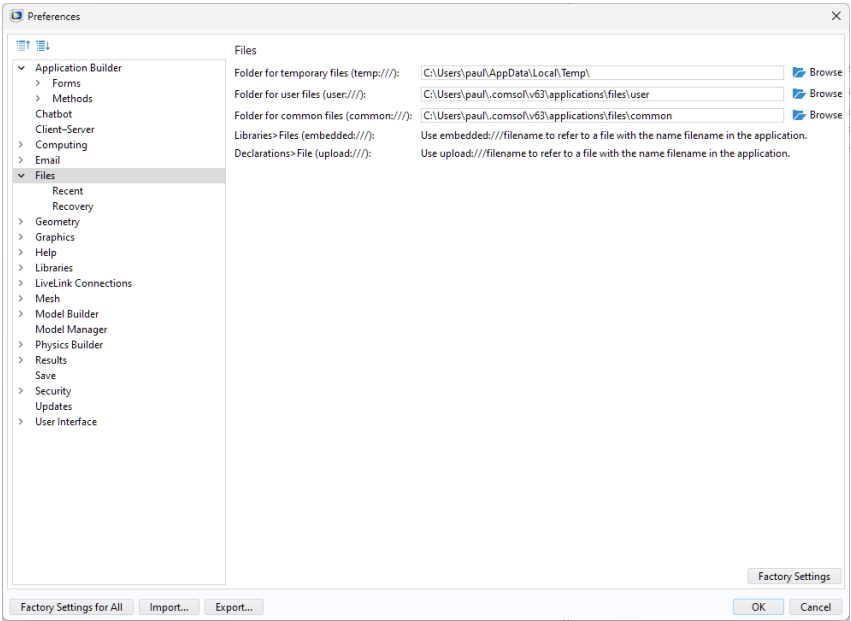 Preferences
Application Builder
Forms
Methods
Chatbot
Client–Server
Computing
Email
Files
Recent
Recovery
Geometry
Graphics
Help
Libraries
LiveLink Connections
Mesh
Model Builder
Model Manager
Physics Builder
Results
Save
Security
Updates
User Interface
Files
Folder for temporary files (temp:///): C:\Users\paul\AppData\Local\Temp\ Browse
Folder for user files (user:///): C:\Users\paul\.comsol\v63\applications\files\user Browse
Folder for common files (common:///): C:\Users\paul\.comsol\v63\applications\files\common Browse
Libraries>Files (embedded:///): Use embedded:///filename to refer to a file with the name filename in the application.
Declarations>File (upload:///): Use upload:///filename to refer to a file with the name filename in the application.
Factory Settings
Factory Settings for All Import... Export... OK Cancel